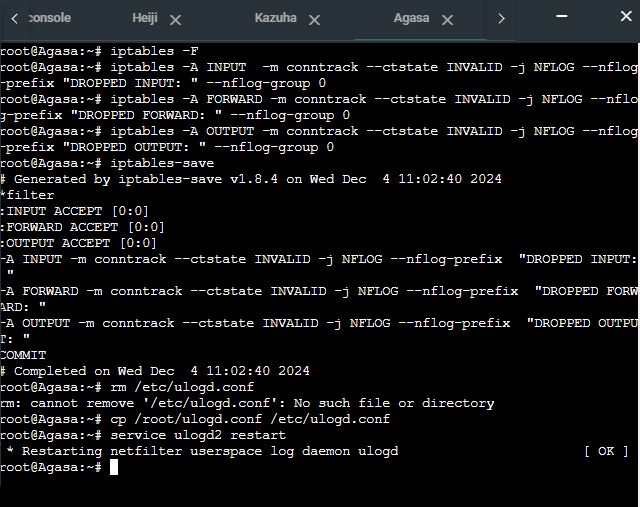 console Heiji Kazuha Agasa
root@Agasa:~# iptables -F
root@Agasa:~# iptables -A INPUT  -m conntrack --ctstate INVALID -j NFLOG --nflog
-prefix "DROPPED INPUT: " --nflog-group 0
root@Agasa:~# iptables -A FORWARD -m conntrack --ctstate INVALID -j NFLOG --nflo
g-prefix "DROPPED FORWARD: " --nflog-group 0
root@Agasa:~# iptables -A OUTPUT -m conntrack --ctstate INVALID -j NFLOG --nflog
-prefix "DROPPED OUTPUT: " --nflog-group 0
root@Agasa:~# iptables-save
# Generated by iptables-save v1.8.4 on Wed Dec  4 11:02:40 2024
*filter
:INPUT ACCEPT [0:0]
:FORWARD ACCEPT [0:0]
:OUTPUT ACCEPT [0:0]
-A INPUT -m conntrack --ctstate INVALID -j NFLOG --nflog-prefix  "DROPPED INPUT:
 "
-A FORWARD -m conntrack --ctstate INVALID -j NFLOG --nflog-prefix  "DROPPED FORW
ARD: "
-A OUTPUT -m conntrack --ctstate INVALID -j NFLOG --nflog-prefix  "DROPPED OUTPU
T: "
COMMIT
# Completed on Wed Dec  4 11:02:40 2024
root@Agasa:~# rm /etc/ulogd.conf
rm: cannot remove '/etc/ulogd.conf': No such file or directory
root@Agasa:~# cp /root/ulogd.conf /etc/ulogd.conf
root@Agasa:~# service ulogd2 restart
 * Restarting netfilter userspace log daemon ulogd                       [ OK ]
root@Agasa:~#